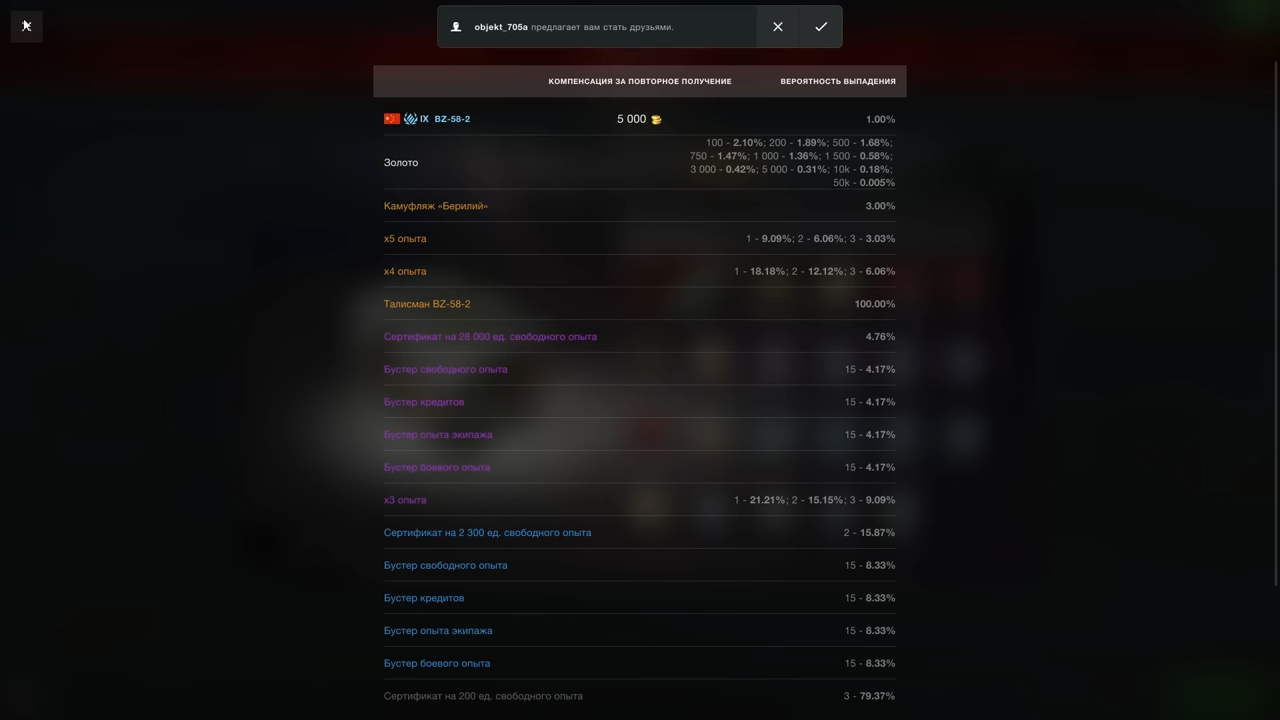 objekt_705a предлагает вам стать друзьями.
КОМПЕНСАЦИЯ ЗА ПОВТОРНОЕ ПОЛУЧЕНИЕ ВЕРОЯТНОСТЬ ВЫПАДЕНИЯ
IX BZ-58-2 5 000 1.00%
Золото 100 - 2.10%; 200 - 1.89%; 500 - 1.68%;
750 - 1.47%; 1 000 - 1.36%; 1 500 - 0.58%;
3 000 - 0.42%; 5 000 - 0.31%; 10k - 0.18%;
50k - 0.005%
Камуфляж «Берилий» 3.00%
x5 опыта 1 - 9.09%; 2 - 6.06%; 3 - 3.03%
x4 опыта 1 - 18.18%; 2 - 12.12%; 3 - 6.06%
Талисман BZ-58-2 100.00%
Сертификат на 28 000 ед. свободного опыта 4.76%
Бустер свободного опыта 15 - 4.17%
Бустер кредитов 15 - 4.17%
Бустер опыта экипажа 15 - 4.17%
Бустер боевого опыта 15 - 4.17%
x3 опыта 1 - 21.21%; 2 - 15.15%; 3 - 9.09%
Сертификат на 2 300 ед. свободного опыта 2 - 15.87%
Бустер свободного опыта 15 - 8.33%
Бустер кредитов 15 - 8.33%
Бустер опыта экипажа 15 - 8.33%
Бустер боевого опыта 15 - 8.33%
Сертификат на 200 ед. свободного опыта 3 - 79.37%